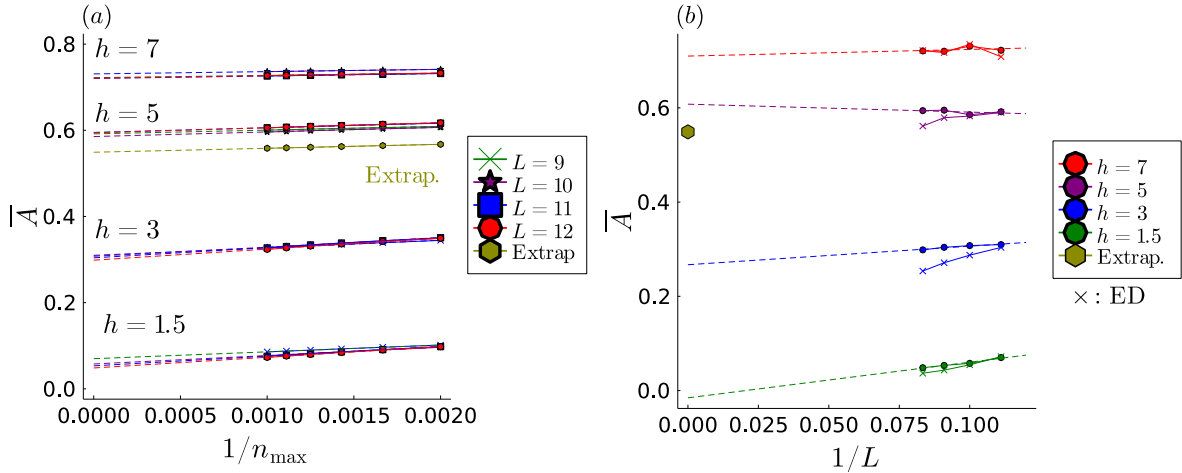 (a)
0.8
0.6
0.4
0.2
0.0
A
h = 7
h = 5
Extrap.
h = 3
h = 1.5
0.0000 0.0005 0.0010 0.0015 0.0020
1/n_max
L = 9
L = 10
L = 11
L = 12
Extrap
(b)
0.6
0.4
0.2
0.0
A
0.000 0.025 0.050 0.075 0.100
1/L
h = 7
h = 5
h = 3
h = 1.5
Extrap.
×: ED